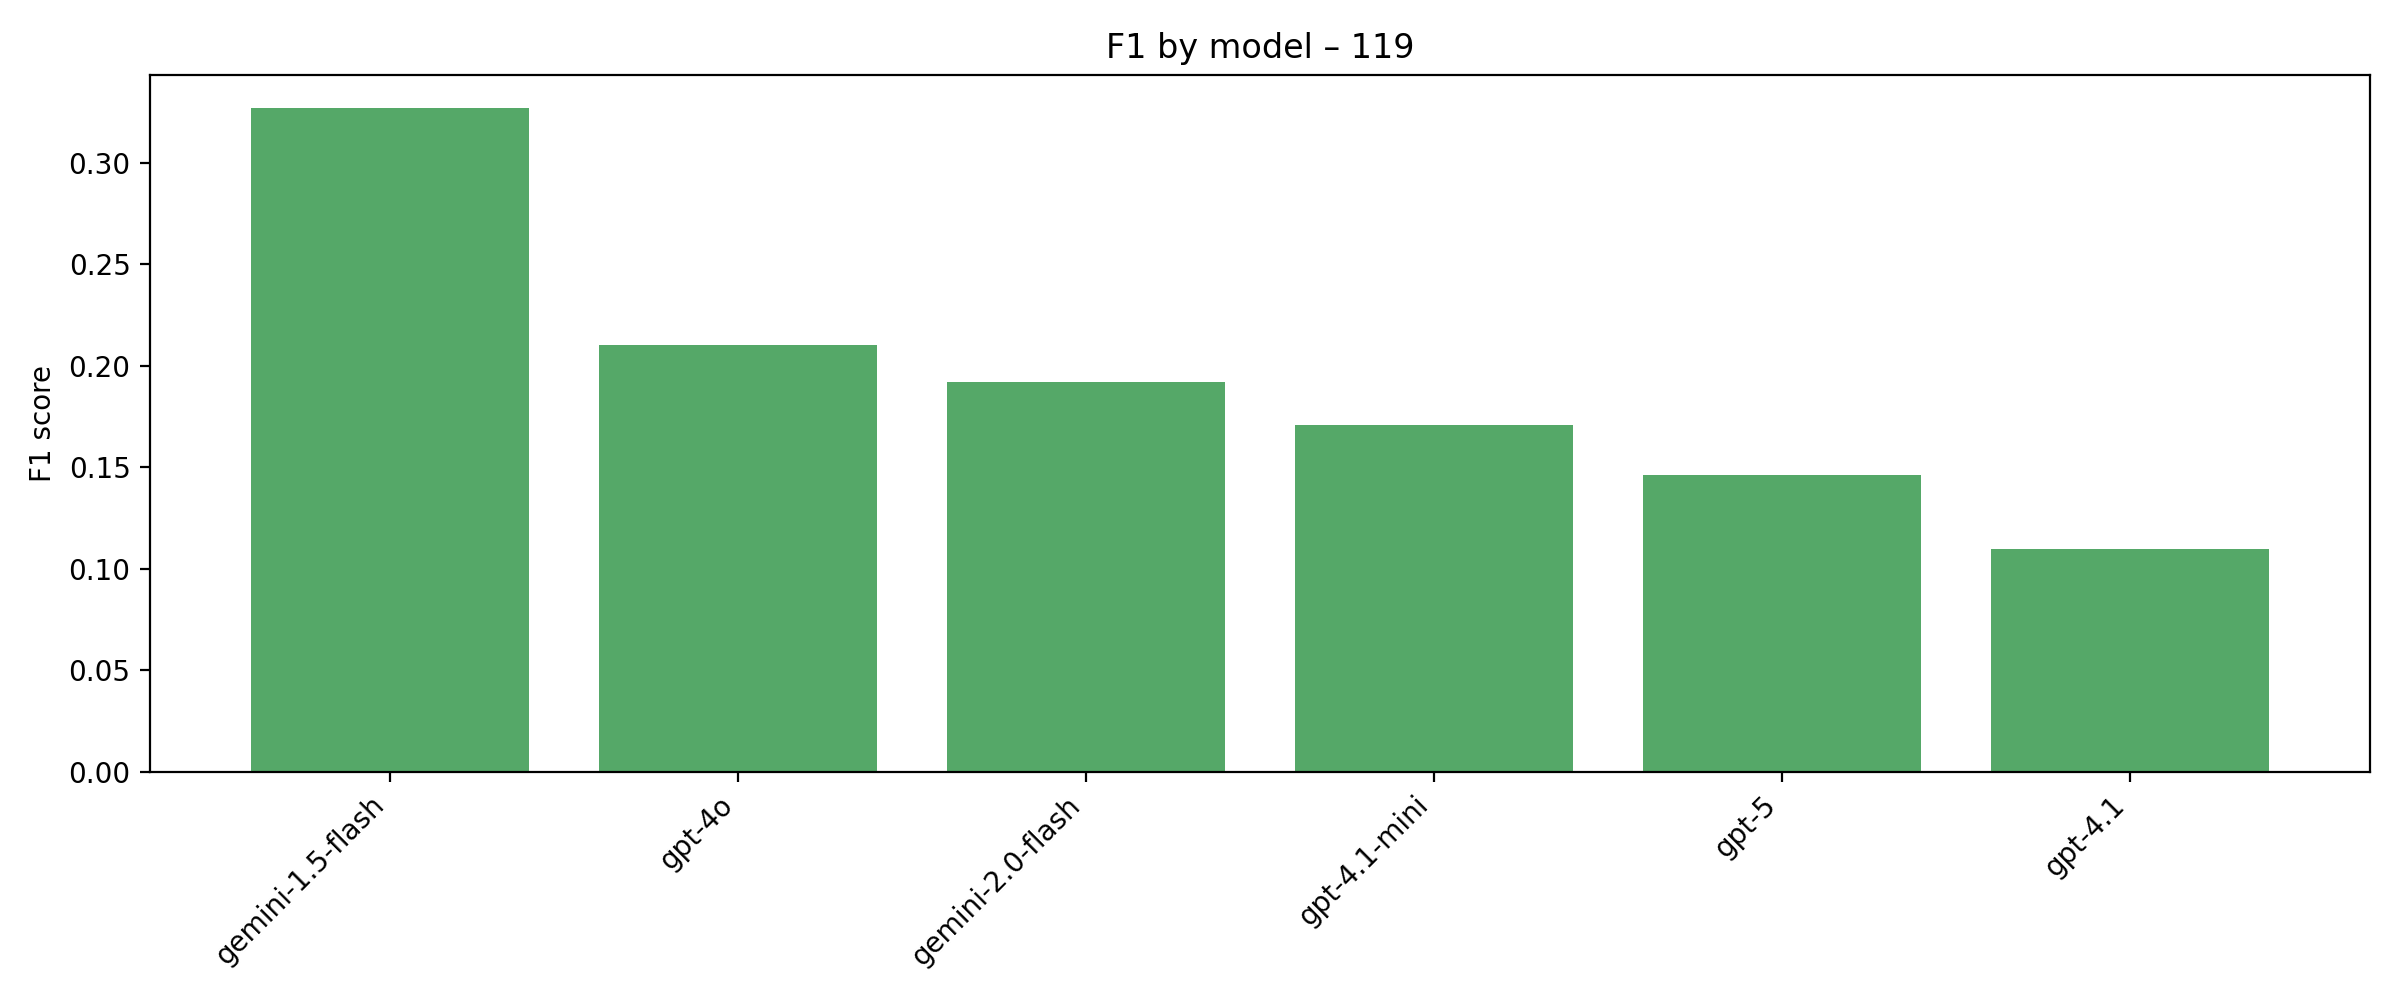 F1 by model – 119
F1 score
0.30
0.25
0.20
0.15
0.10
0.05
0.00
gemini-1.5-flash
gpt-4o
gemini-2.0-flash
gpt-4.1-mini
gpt-5
gpt-4.1